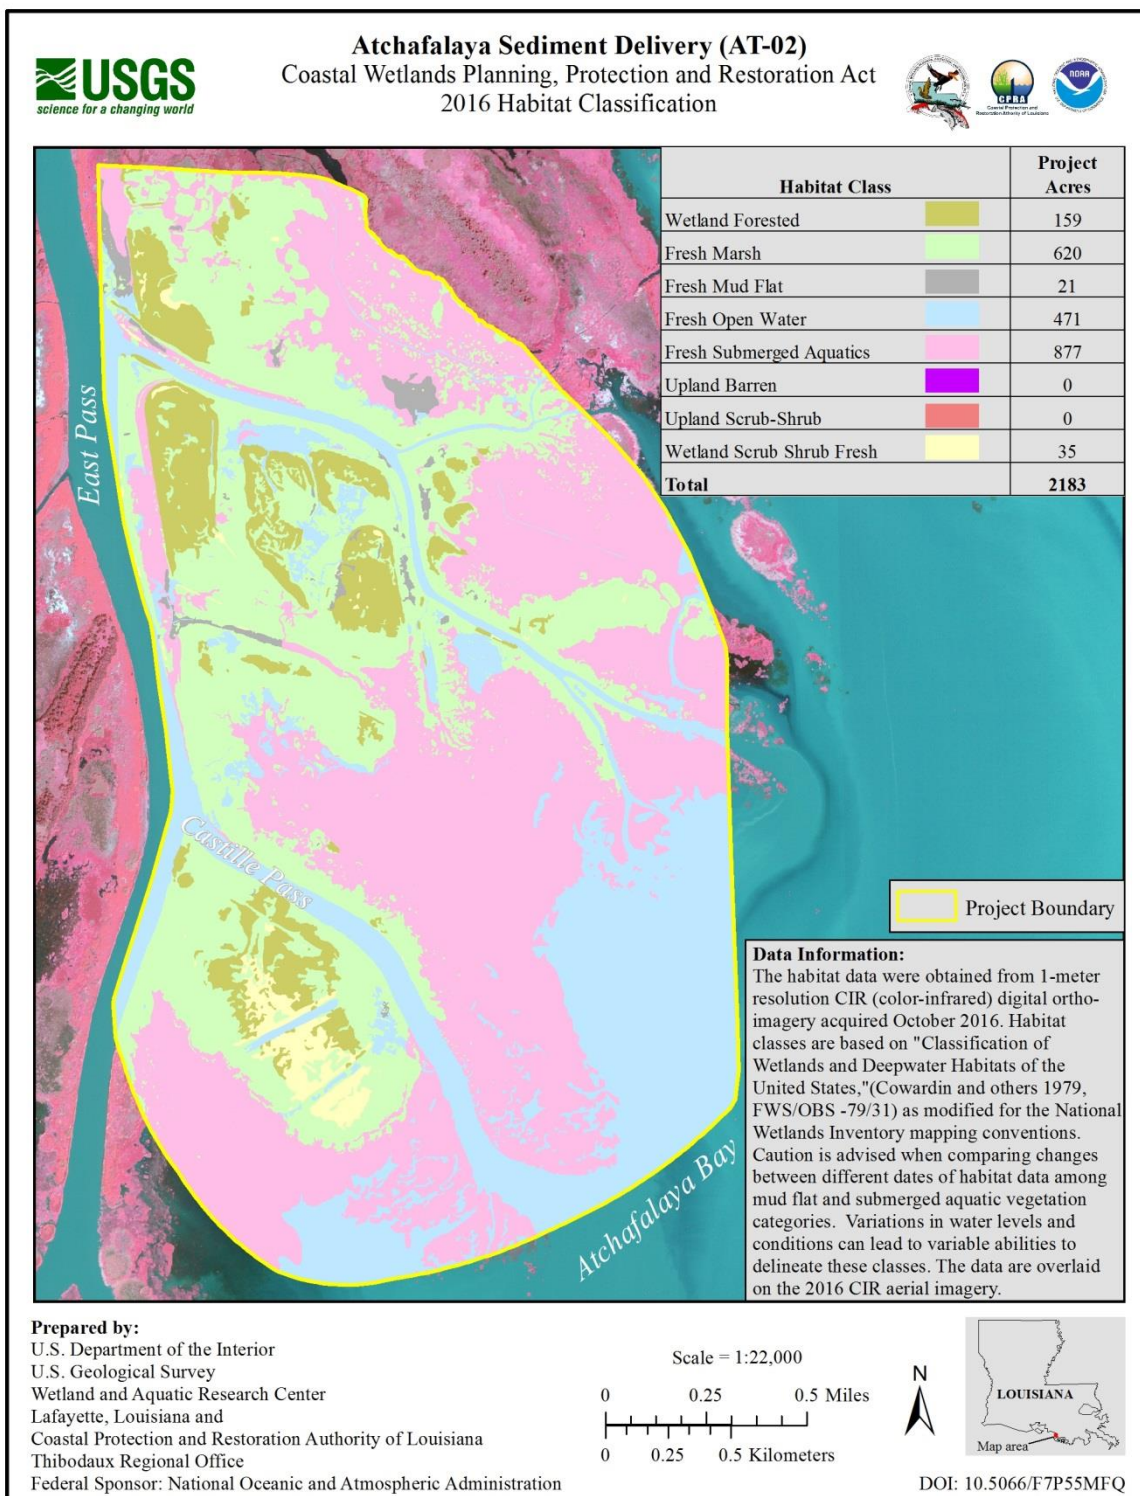 USGS
science for a changing world
Atchafalaya Sediment Delivery (AT-02)
Coastal Wetlands Planning, Protection and Restoration Act
2016 Habitat Classification
CPRA
Coastal Protection and
Restoration Authority of Louisiana
NOAA
Habitat Class
Project
Acres
Wetland Forested 159
Fresh Marsh 620
Fresh Mud Flat 21
Fresh Open Water 471
Fresh Submerged Aquatics 877
Upland Barren 0
Upland Scrub-Shrub 0
Wetland Scrub Shrub Fresh 35
Total 2183
East Pass
Castille Pass
Atchafalaya Bay
Project Boundary
Data Information:
The habitat data were obtained from 1-meter
resolution CIR (color-infrared) digital ortho-
imagery acquired October 2016. Habitat
classes are based on "Classification of
Wetlands and Deepwater Habitats of the
United States,"(Cowardin and others 1979,
FWS/OBS -79/31) as modified for the National
Wetlands Inventory mapping conventions.
Caution is advised when comparing changes
between different dates of habitat data among
mud flat and submerged aquatic vegetation
categories. Variations in water levels and
conditions can lead to variable abilities to
delineate these classes. The data are overlaid
on the 2016 CIR aerial imagery.
Prepared by:
U.S. Department of the Interior
U.S. Geological Survey
Wetland and Aquatic Research Center
Lafayette, Louisiana and
Coastal Protection and Restoration Authority of Louisiana
Thibodaux Regional Office
Federal Sponsor: National Oceanic and Atmospheric Administration
Scale = 1:22,000
0 0.25 0.5 Miles
0 0.25 0.5 Kilometers
N
LOUISIANA
Map area
DOI: 10.5066/F7P55MFQ